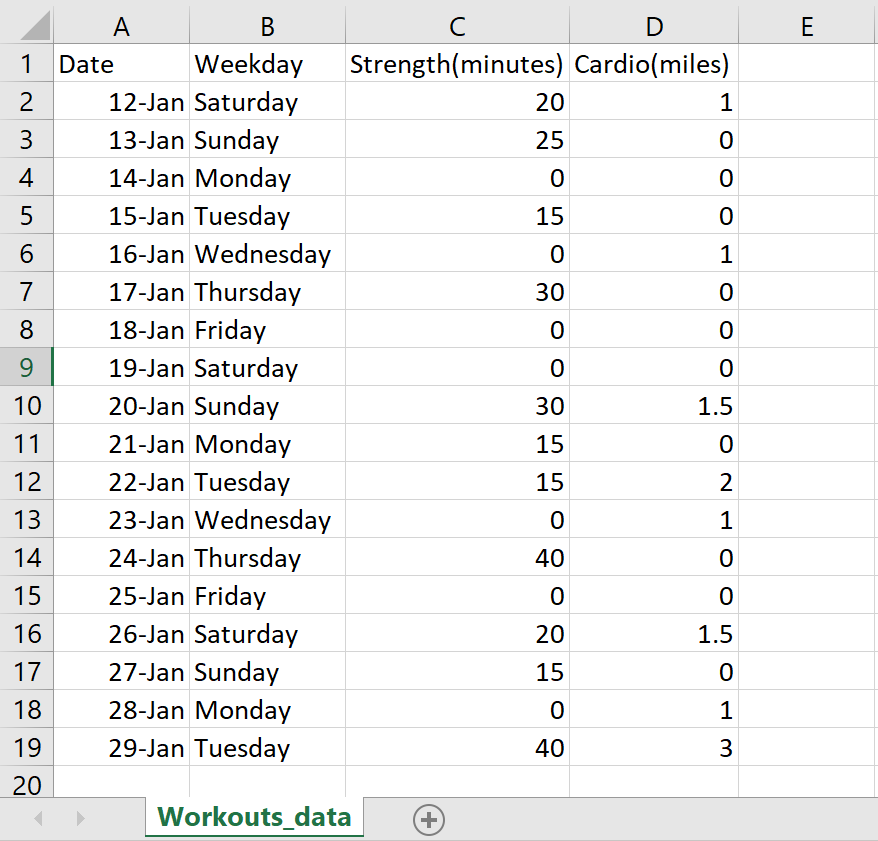 A B C D E
1 Date Weekday Strength(minutes) Cardio(miles)
2 12-Jan Saturday 20 1
3 13-Jan Sunday 25 0
4 14-Jan Monday 0 0
5 15-Jan Tuesday 15 0
6 16-Jan Wednesday 0 1
7 17-Jan Thursday 30 0
8 18-Jan Friday 0 0
9 19-Jan Saturday 0 0
10 20-Jan Sunday 30 1.5
11 21-Jan Monday 15 0
12 22-Jan Tuesday 15 2
13 23-Jan Wednesday 0 1
14 24-Jan Thursday 40 0
15 25-Jan Friday 0 0
16 26-Jan Saturday 20 1.5
17 27-Jan Sunday 15 0
18 28-Jan Monday 0 1
19 29-Jan Tuesday 40 3
20
Workouts_data